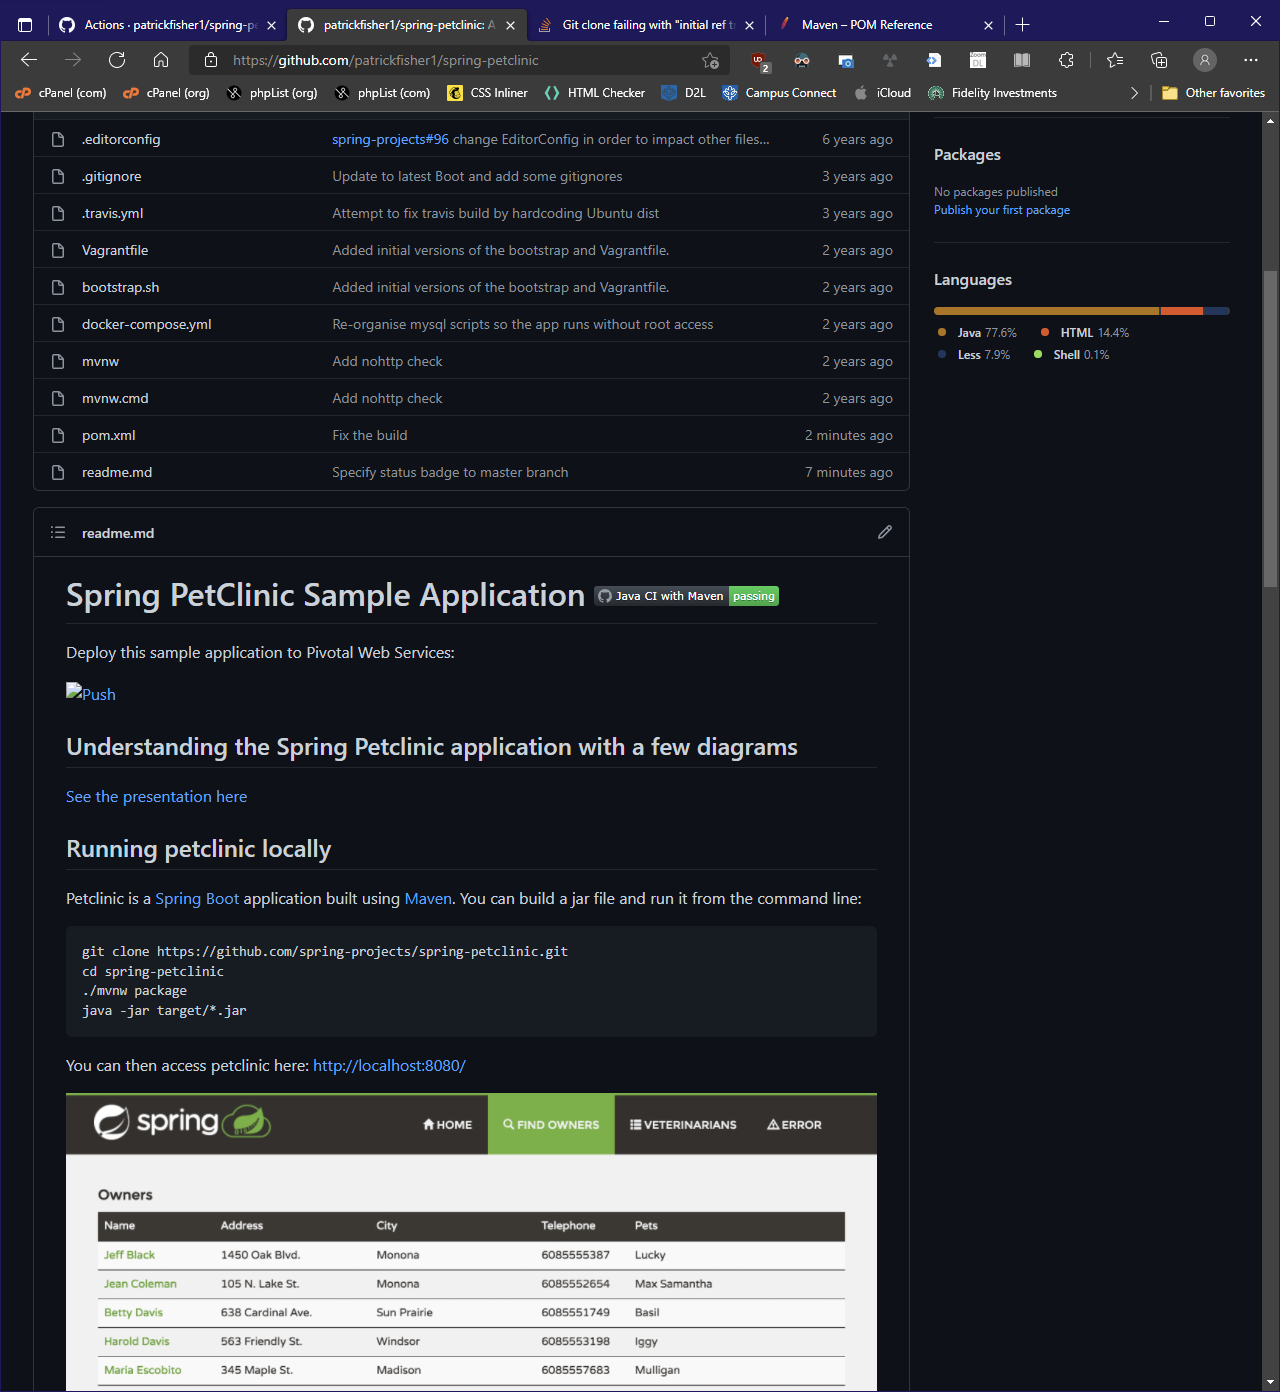 Actions · patrickfisher1/spring-pe
patrickfisher1/spring-petclinic: A
Git clone failing with "initial ref tr
Maven – POM Reference
https://github.com/patrickfisher1/spring-petclinic
2
cPanel (com)
cPanel (org)
phpList (org)
phpList (com)
CSS Inliner
HTML Checker
D2L
Campus Connect
iCloud
Fidelity Investments
Other favorites
.editorconfig spring-projects#96 change EditorConfig in order to impact other files... 6 years ago
.gitignore Update to latest Boot and add some gitignores 3 years ago
.travis.yml Attempt to fix travis build by hardcoding Ubuntu dist 3 years ago
Vagrantfile Added initial versions of the bootstrap and Vagrantfile. 2 years ago
bootstrap.sh Added initial versions of the bootstrap and Vagrantfile. 2 years ago
docker-compose.yml Re-organise mysql scripts so the app runs without root access 2 years ago
mvnw Add nohttp check 2 years ago
mvnw.cmd Add nohttp check 2 years ago
pom.xml Fix the build 2 minutes ago
readme.md Specify status badge to master branch 7 minutes ago
Packages
No packages published
Publish your first package
Languages
Java 77.6% HTML 14.4%
Less 7.9% Shell 0.1%
readme.md
Spring PetClinic Sample Application Java CI with Maven passing
Deploy this sample application to Pivotal Web Services:
Push
Understanding the Spring Petclinic application with a few diagrams
See the presentation here
Running petclinic locally
Petclinic is a Spring Boot application built using Maven. You can build a jar file and run it from the command line:
git clone https://github.com/spring-projects/spring-petclinic.git
cd spring-petclinic
./mvnw package
java -jar target/*.jar
You can then access petclinic here: http://localhost:8080/
spring HOME FIND OWNERS VETERINARIANS ERROR
Owners
Name Address City Telephone Pets
Jeff Black 1450 Oak Blvd. Monona 6085555387 Lucky
Jean Coleman 105 N. Lake St. Monona 6085552654 Max Samantha
Betty Davis 638 Cardinal Ave. Sun Prairie 6085551749 Basil
Harold Davis 563 Friendly St. Windsor 6085553198 Iggy
Maria Escobito 345 Maple St. Madison 6085557683 Mulligan